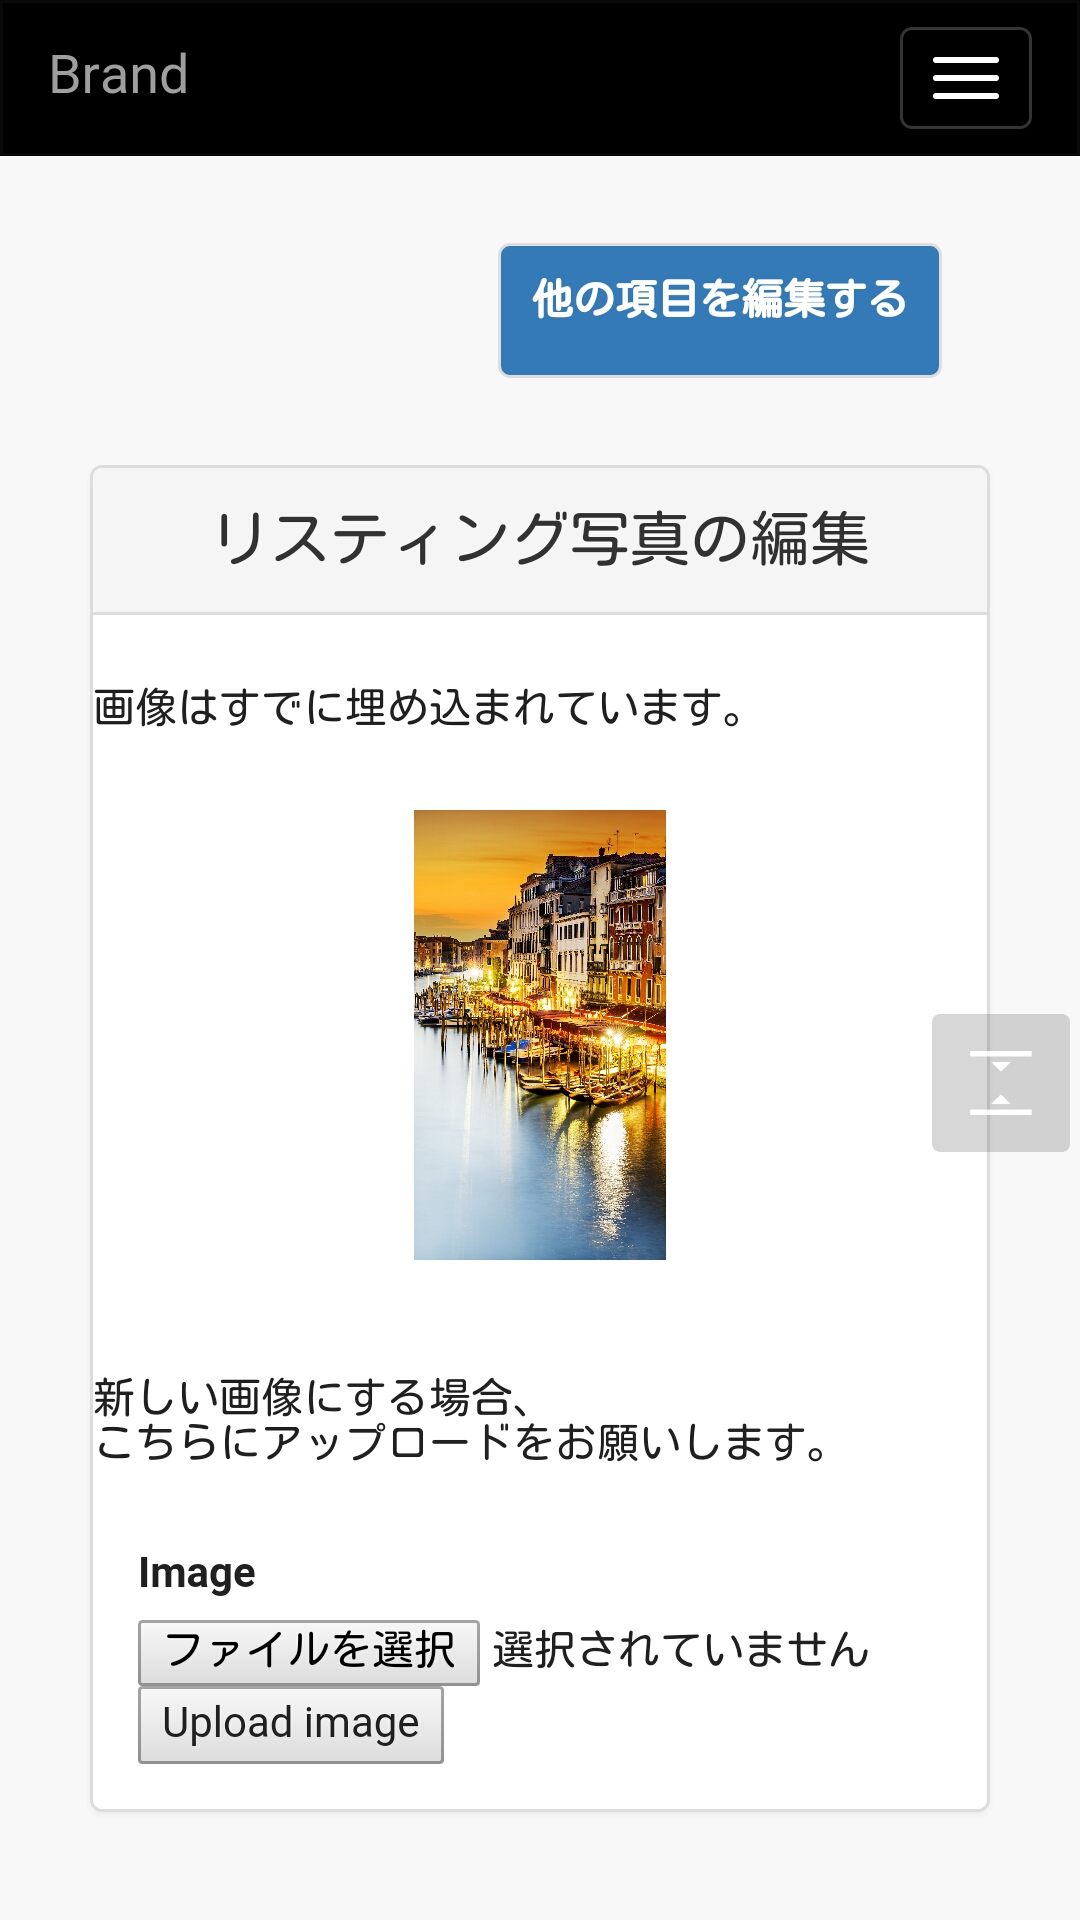 Brand
他の項目を編集する
リスティング写真の編集
画像はすでに埋め込まれています。
新しい画像にする場合、
こちらにアップロードをお願いします。
Image
ファイルを選択 選択されていません
Upload image